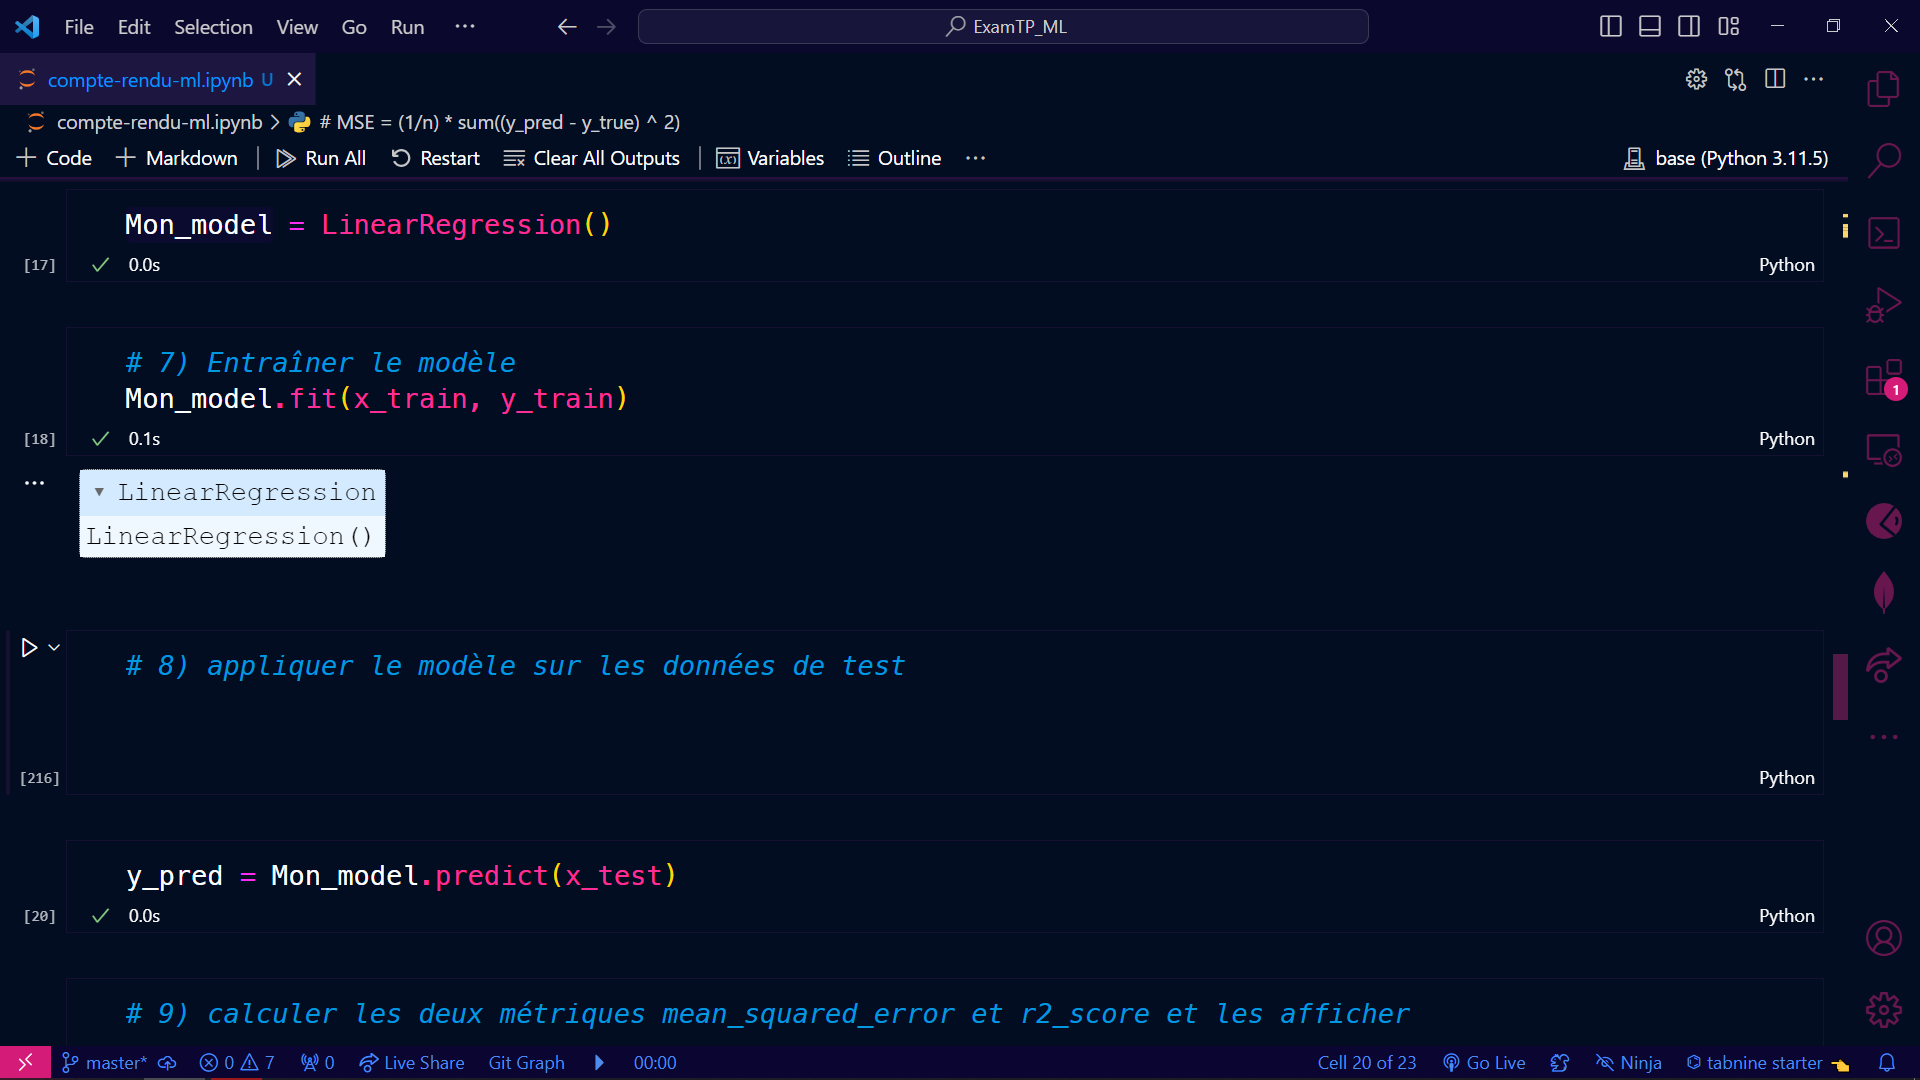 File Edit Selection View Go Run ··· ExamTP_ML
compte-rendu-ml.ipynb U
compte-rendu-ml.ipynb > # MSE = (1/n) * sum((y_pred - y_true) ^ 2)
+ Code + Markdown | Run All Restart Clear All Outputs | Variables Outline ··· base (Python 3.11.5)
Mon_model = LinearRegression()
[17] 0.0s Python
# 7) Entraîner le modèle
Mon_model.fit(x_train, y_train)
[18] 0.1s Python
LinearRegression
LinearRegression()
# 8) appliquer le modèle sur les données de test
[216] Python
y_pred = Mon_model.predict(x_test)
[20] 0.0s Python
# 9) calculer les deux métriques mean_squared_error et r2_score et les afficher
1
master* 0 7 0 Live Share Git Graph 00:00 Cell 20 of 23 Go Live Ninja tabnine starter